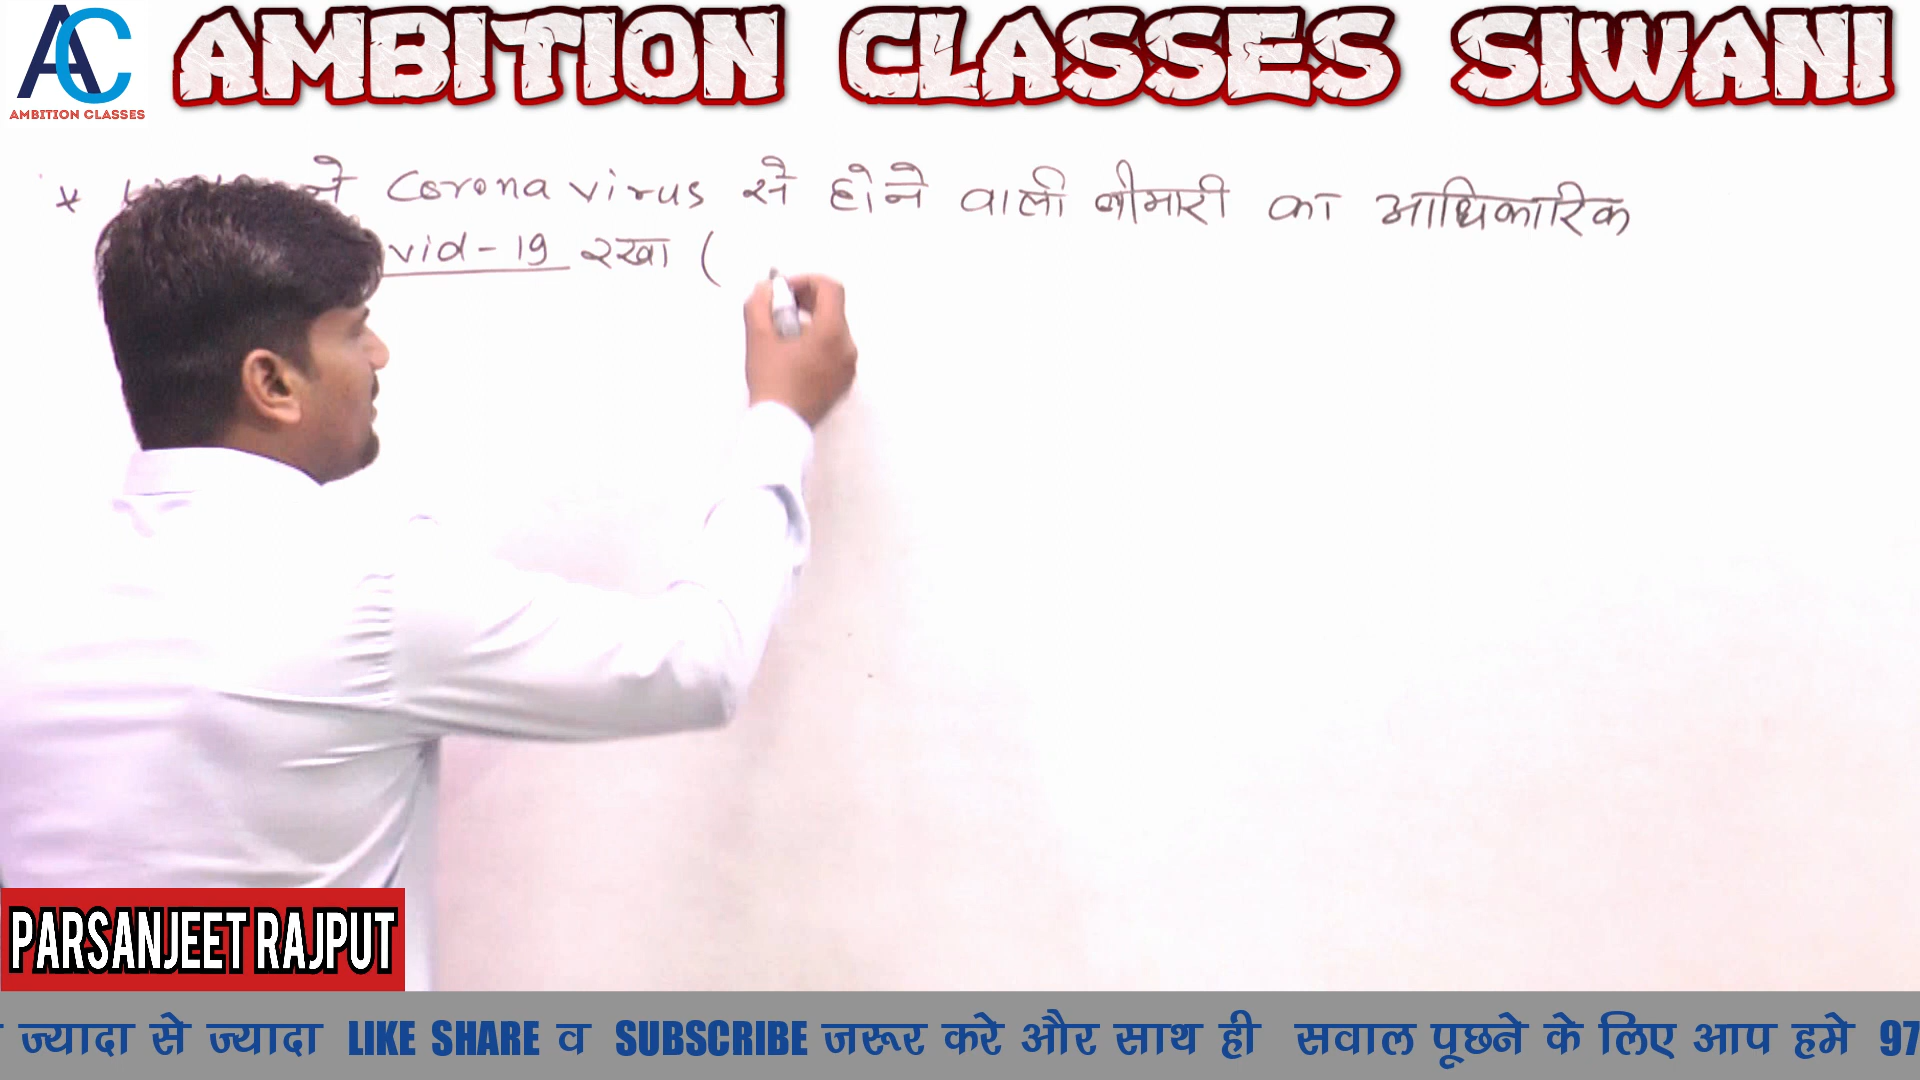 AC AMBITION CLASSES
AMBITION CLASSES SIWANI
* ने Corona virus से होने वाली बीमारी का आधिकारिक
vid-19 रखा (
PARSANJEET RAJPUT
ज्यादा से ज्यादा LIKE SHARE व SUBSCRIBE जरूर करे और साथ ही सवाल पूछने के लिए आप हमे 97